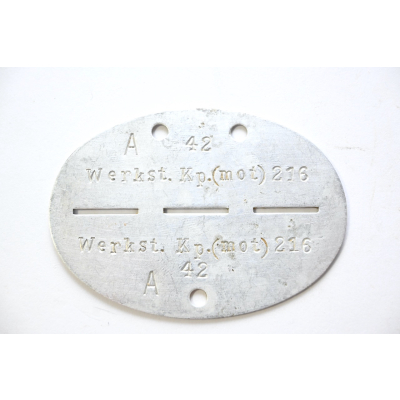 A 42
Werkst. Kp.(mot)216
Werkst. Kp.(mot)216
42
A